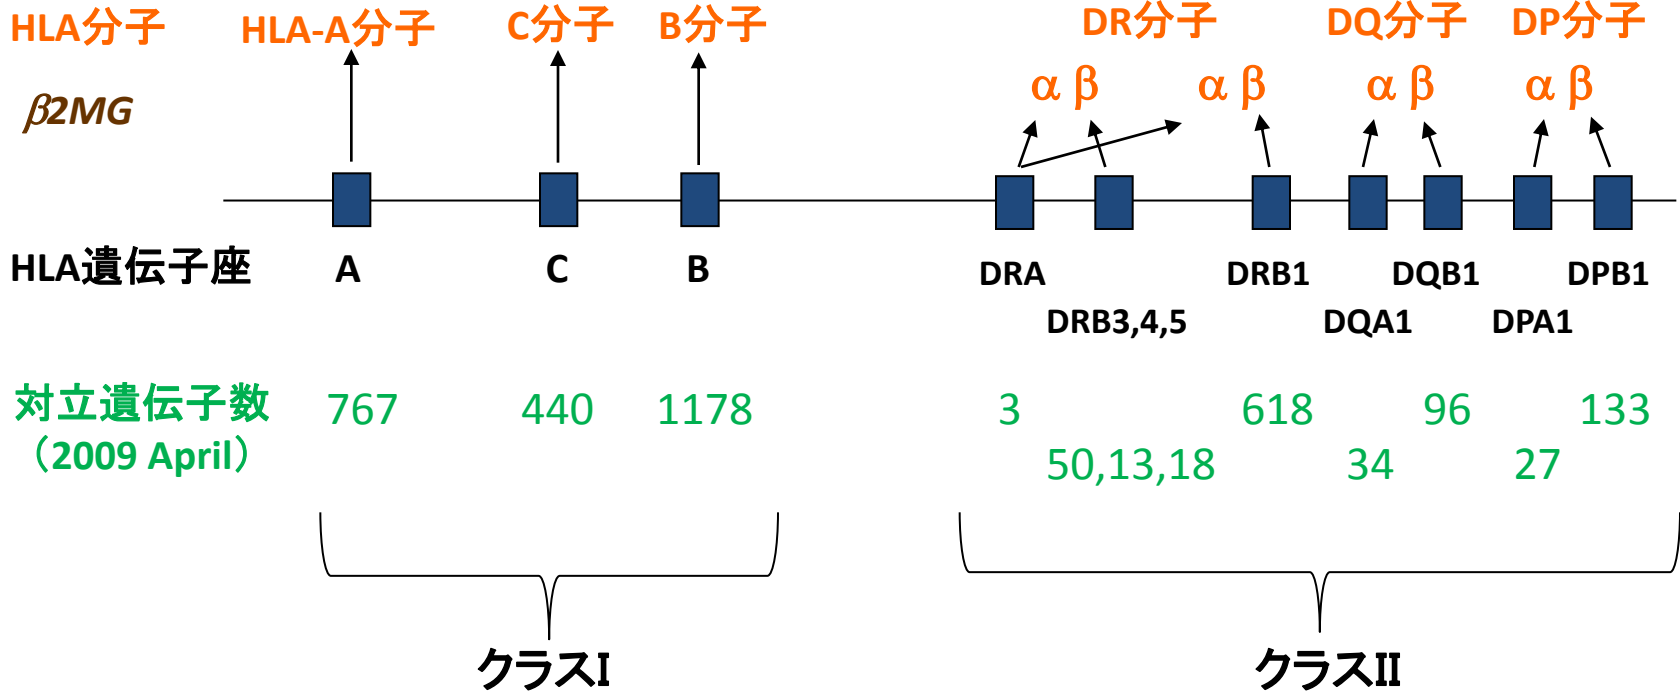 HLA分子 HLA-A分子 C分子 B分子 DR分子 DQ分子 DP分子
β2MG α β α β α β α β
HLA遺伝子座 A C B DRA DRB1 DQB1 DPB1
DRB3,4,5 DQA1 DPA1
対立遺伝子数 767 440 1178 3 618 96 133
（2009 April） 50,13,18 34 27
クラスI クラスII